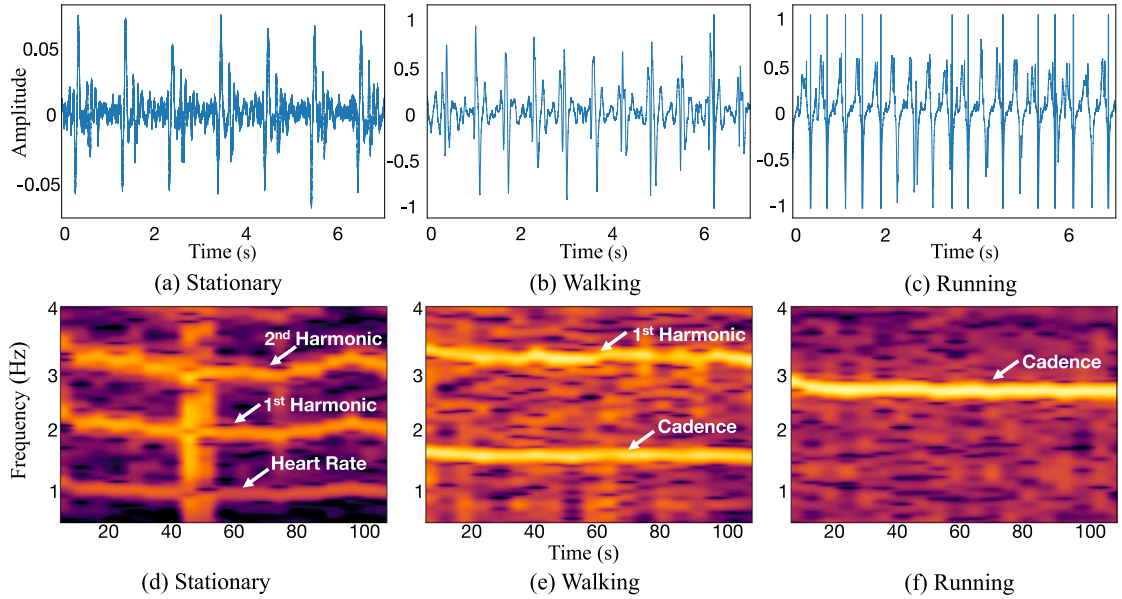 Amplitude
0.05
0
-0.05
0 2 4 6
Time (s)
(a) Stationary
1
0.5
0
-0.5
-1
0 2 4 6
Time (s)
(b) Walking
1
0.5
0
-0.5
-1
0 2 4 6
Time (s)
(c) Running
Frequency (Hz)
4
3
2
1
2nd Harmonic
1st Harmonic
Heart Rate
20 40 60 80 100
(d) Stationary
4
3
2
1
1st Harmonic
Cadence
20 40 60 80 100
Time (s)
(e) Walking
4
3
2
1
Cadence
20 40 60 80 100
(f) Running